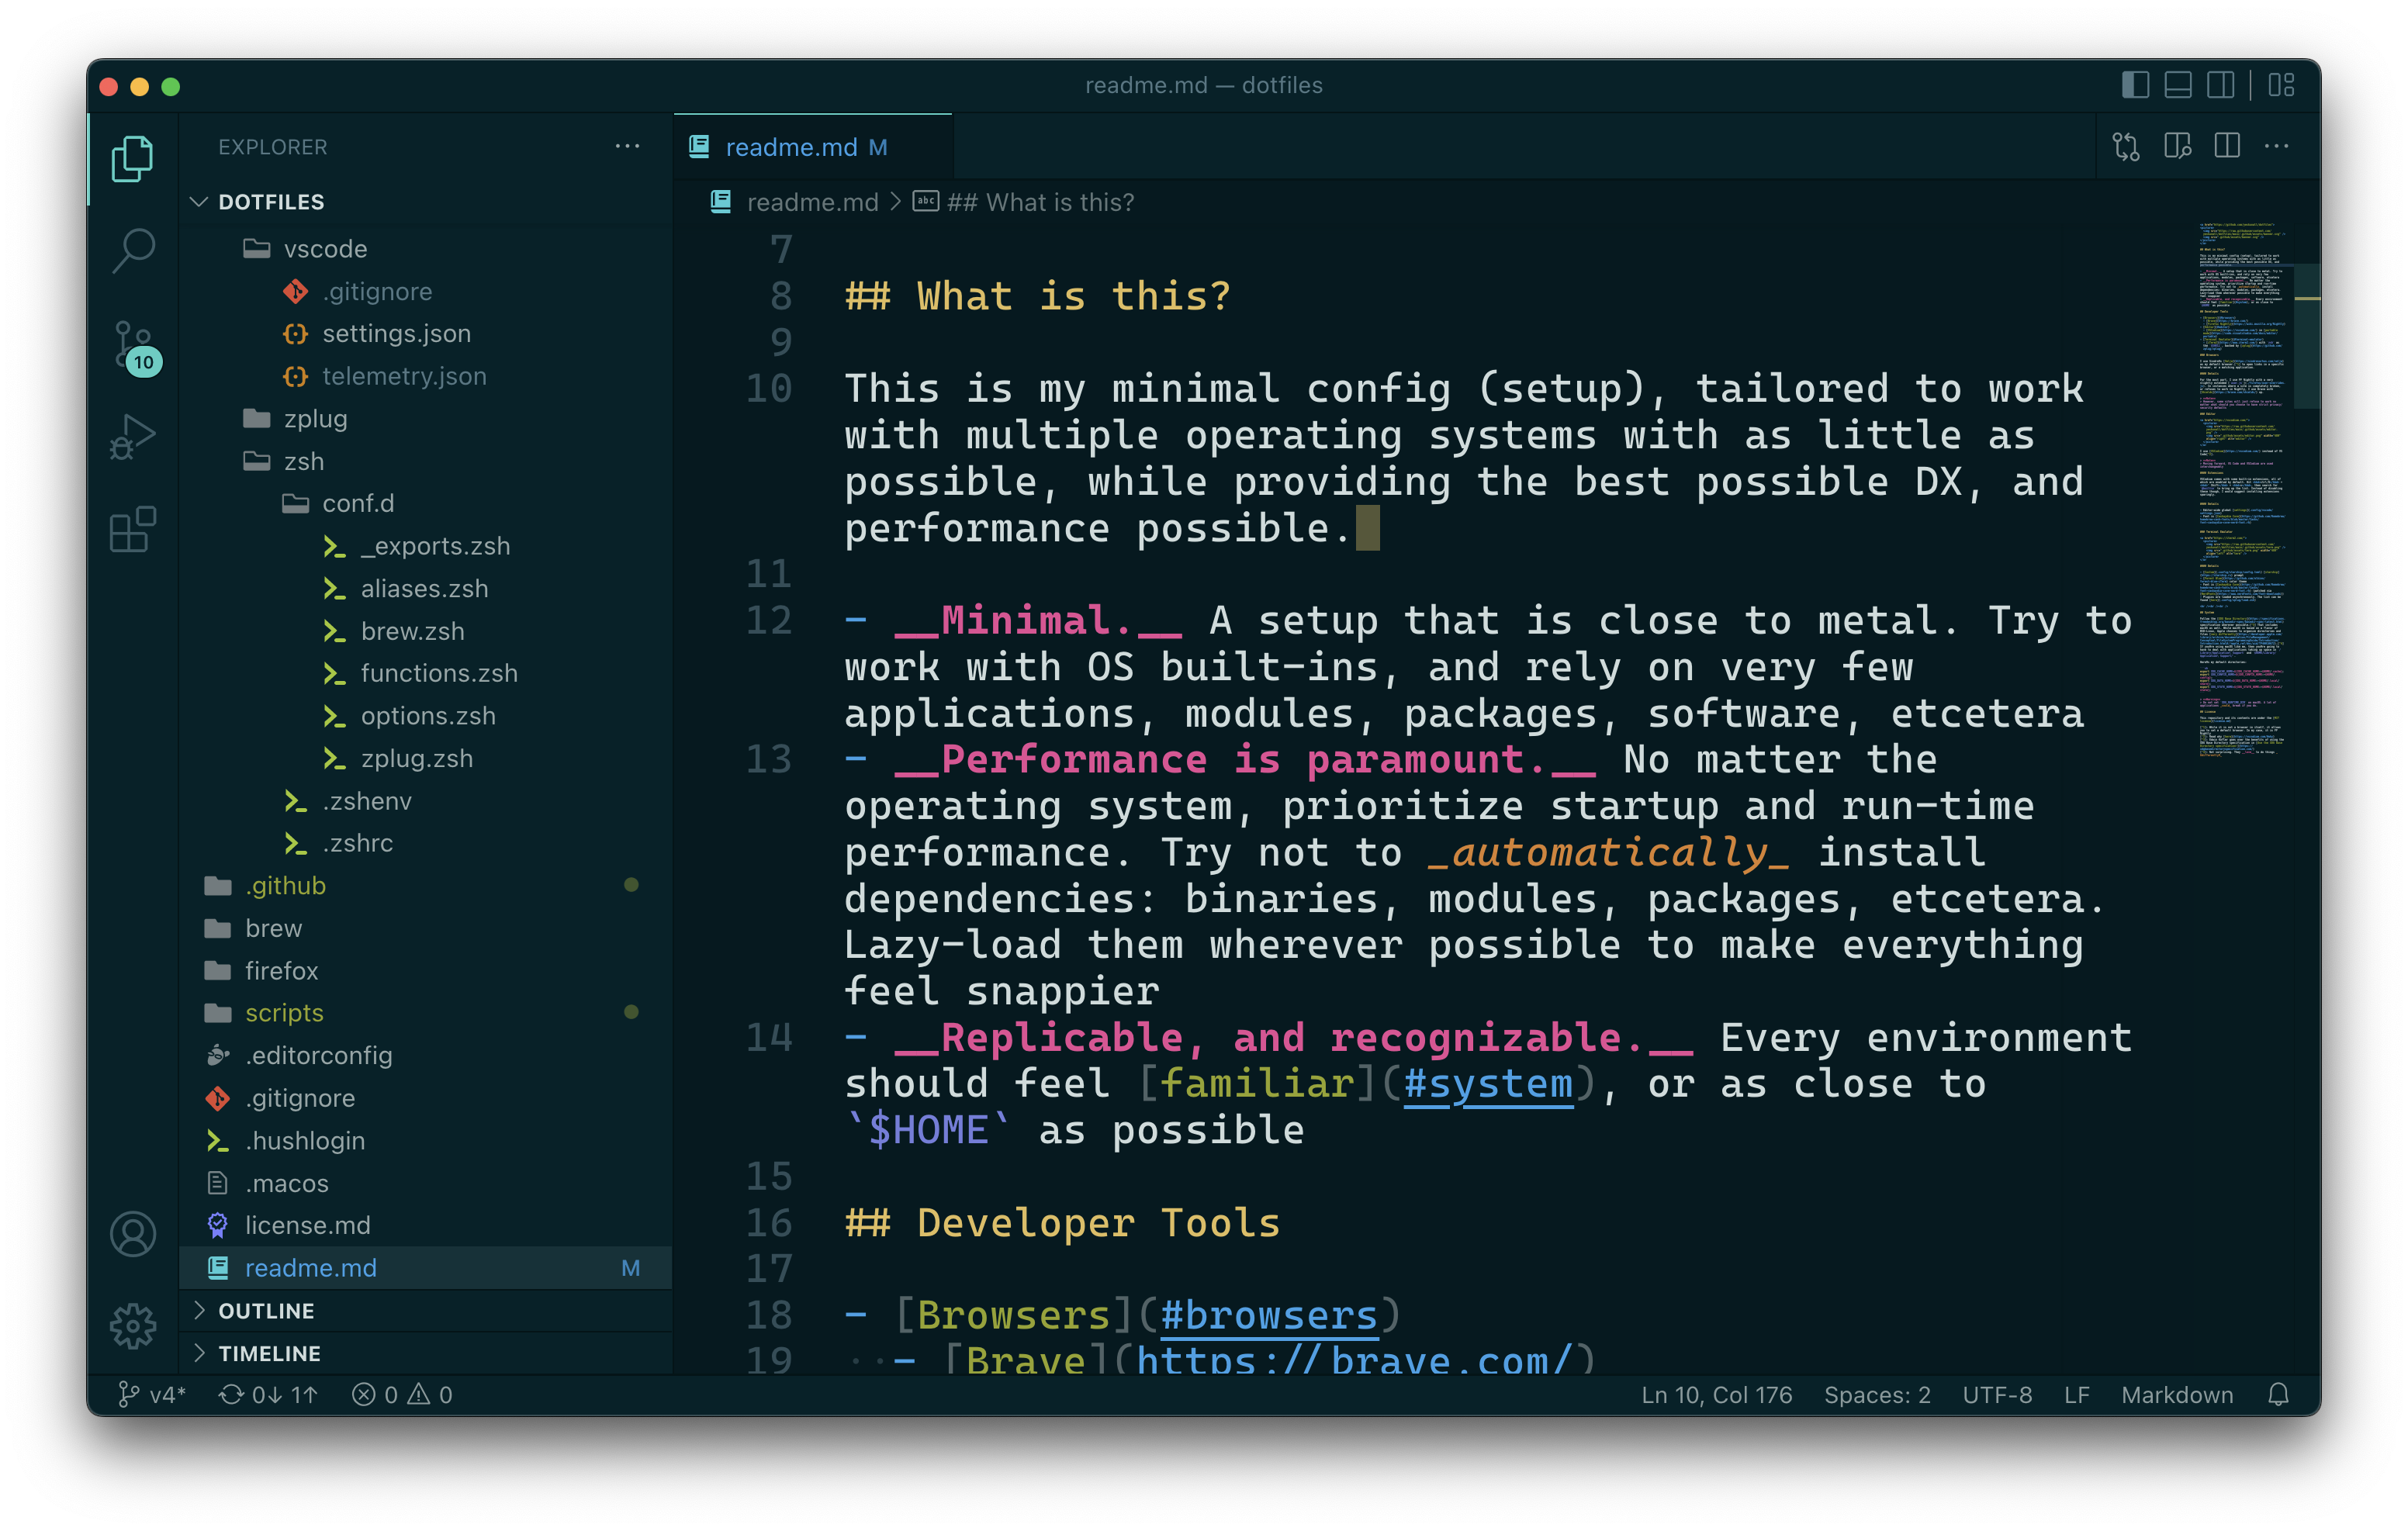 readme.md — dotfiles
EXPLORER
DOTFILES
vscode
.gitignore
settings.json
telemetry.json
zplug
zsh
conf.d
_exports.zsh
aliases.zsh
brew.zsh
functions.zsh
options.zsh
zplug.zsh
.zshenv
.zshrc
.github
brew
firefox
scripts
.editorconfig
.gitignore
.hushlogin
.macos
license.md
readme.md M
OUTLINE
TIMELINE
10
readme.md M
readme.md > abc ## What is this?
7
8 ## What is this?
9
10 This is my minimal config (setup), tailored to work
with multiple operating systems with as little as
possible, while providing the best possible DX, and
performance possible.
11
12 - __Minimal.__ A setup that is close to metal. Try to
work with OS built-ins, and rely on very few
applications, modules, packages, software, etcetera
13 - __Performance is paramount.__ No matter the
operating system, prioritize startup and run-time
performance. Try not to _automatically_ install
dependencies: binaries, modules, packages, etcetera.
Lazy-load them wherever possible to make everything
feel snappier
14 - __Replicable, and recognizable.__ Every environment
should feel [familiar](#system), or as close to
`$HOME` as possible
15
16 ## Developer Tools
17
18 - [Browsers](#browsers)
19 ··- [Brave](https://brave.com/)
v4* 0↓ 1↑ 0 0 Ln 10, Col 176 Spaces: 2 UTF-8 LF Markdown